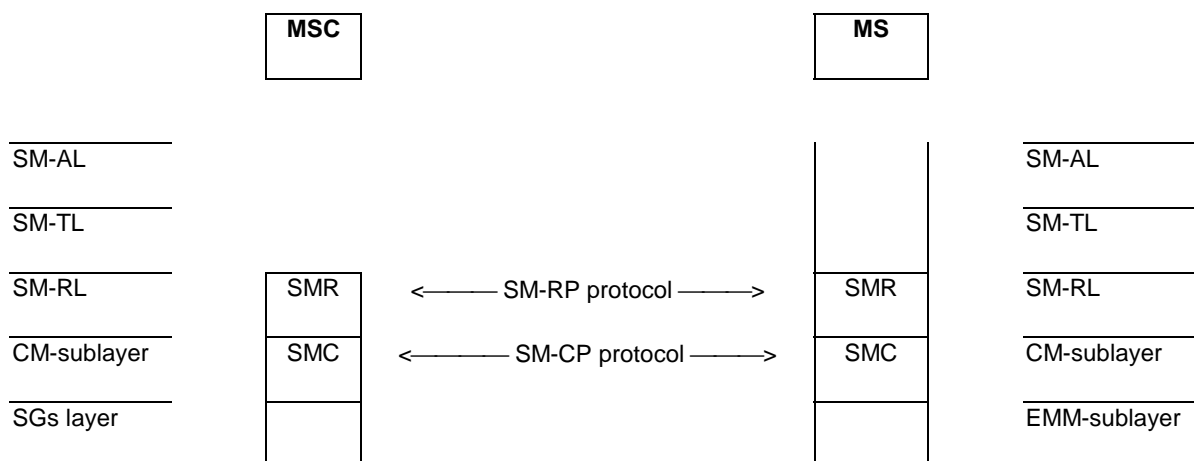 MSC MS
SM-AL SM-AL
SM-TL SM-TL
SM-RL SMR <——— SM-RP protocol ———> SMR SM-RL
CM-sublayer SMC <——— SM-CP protocol ———> SMC CM-sublayer
SGs layer EMM-sublayer